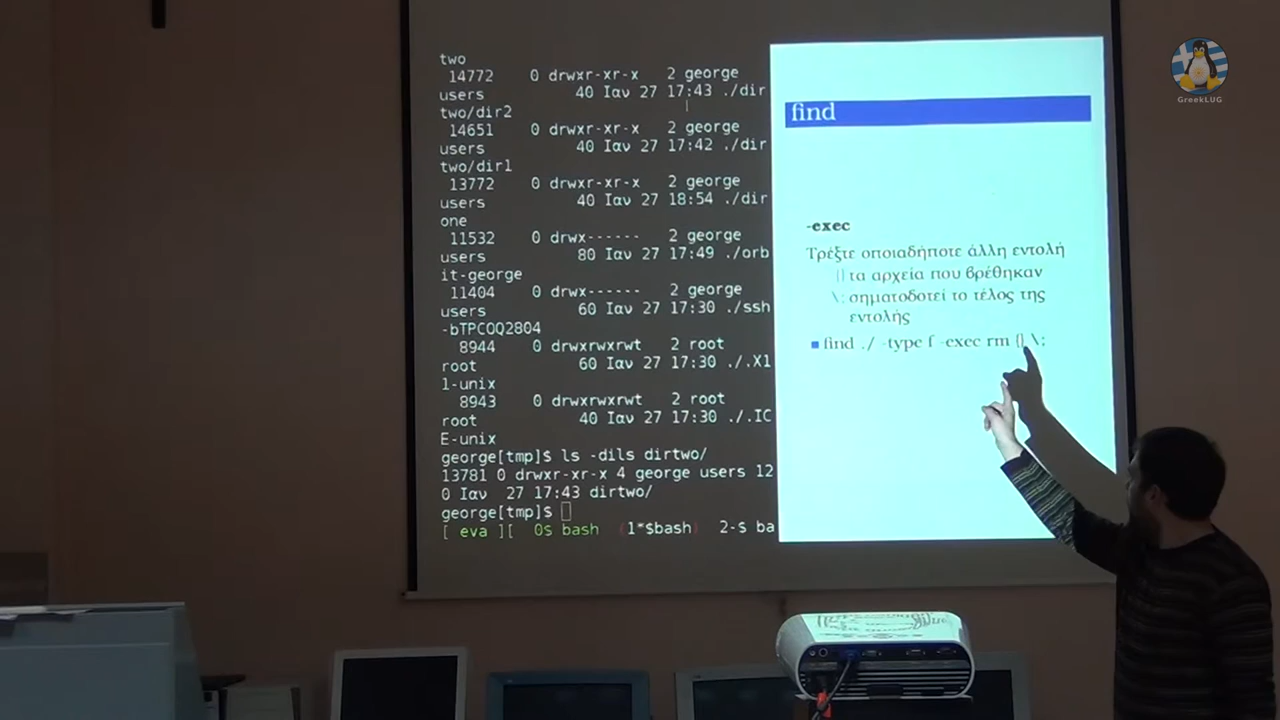 two
14772 0 drwxr-xr-x 2 george
users 40 Ιαν 27 17:43 ./dir
two/dir2
14651 0 drwxr-xr-x 2 george
users 40 Ιαν 27 17:42 ./dir
two/dir1
13772 0 drwxr-xr-x 2 george
users 40 Ιαν 27 18:54 ./dir
one
11532 0 drwx------ 2 george
users 80 Ιαν 27 17:49 ./orb
it-george
11404 0 drwx------ 2 george
users 60 Ιαν 27 17:30 ./ssh
-bTPCOQ2804
8944 0 drwxrwxrwt 2 root
root 60 Ιαν 27 17:30 ./.X1
1-unix
8943 0 drwxrwxrwt 2 root
root 40 Ιαν 27 17:30 ./.IC
E-unix
george[tmp]$ ls -dils dirtwo/
13781 0 drwxr-xr-x 4 george users 12
0 Ιαν 27 17:43 dirtwo/
george[tmp]$
[ eva ][ 0$ bash (1*$bash) 2-$ ba
find
-exec
Τρέξτε οποιαδήποτε άλλη εντολή
{} τα αρχεία που βρέθηκαν
\; σηματοδοτεί το τέλος της
εντολής
find ./ -type f -exec rm {} \;
GreekLUG